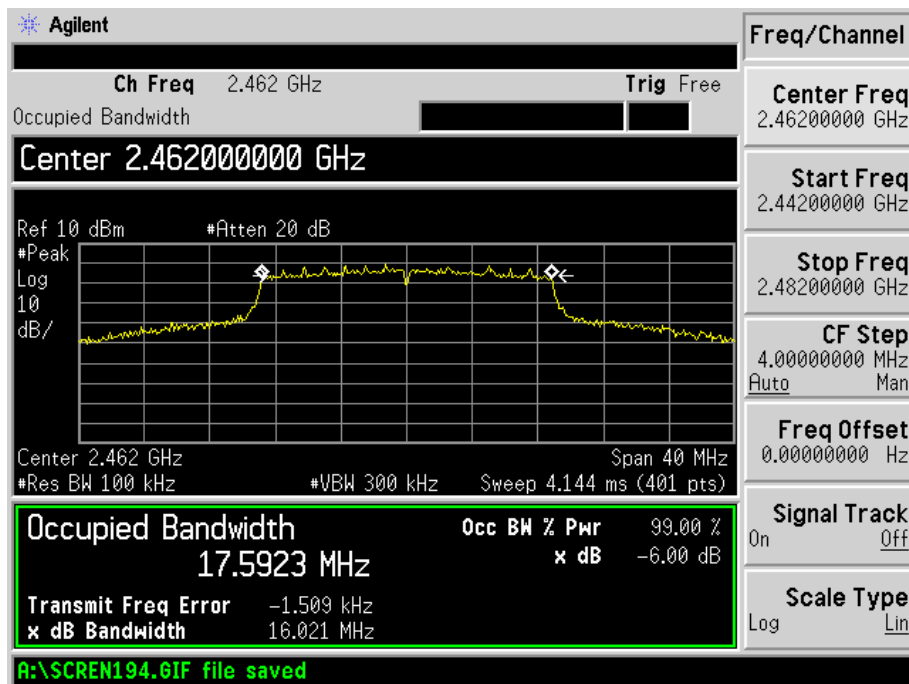 Agilent
Ch Freq 2.462 GHz Trig Free
Occupied Bandwidth
Center 2.462000000 GHz
Ref 10 dBm #Atten 20 dB
#Peak
Log
10
dB/
Center 2.462 GHz Span 40 MHz
#Res BW 100 kHz #VBW 300 kHz Sweep 4.144 ms (401 pts)
Occupied Bandwidth
17.5923 MHz
Occ BW % Pwr 99.00 %
x dB -6.00 dB
Transmit Freq Error -1.509 kHz
x dB Bandwidth 16.021 MHz
A:\SCREN194.GIF file saved
Freq/Channel
Center Freq
2.46200000 GHz
Start Freq
2.44200000 GHz
Stop Freq
2.48200000 GHz
CF Step
4.00000000 MHz
Auto Man
Freq Offset
0.00000000 Hz
Signal Track
On Off
Scale Type
Log Lin